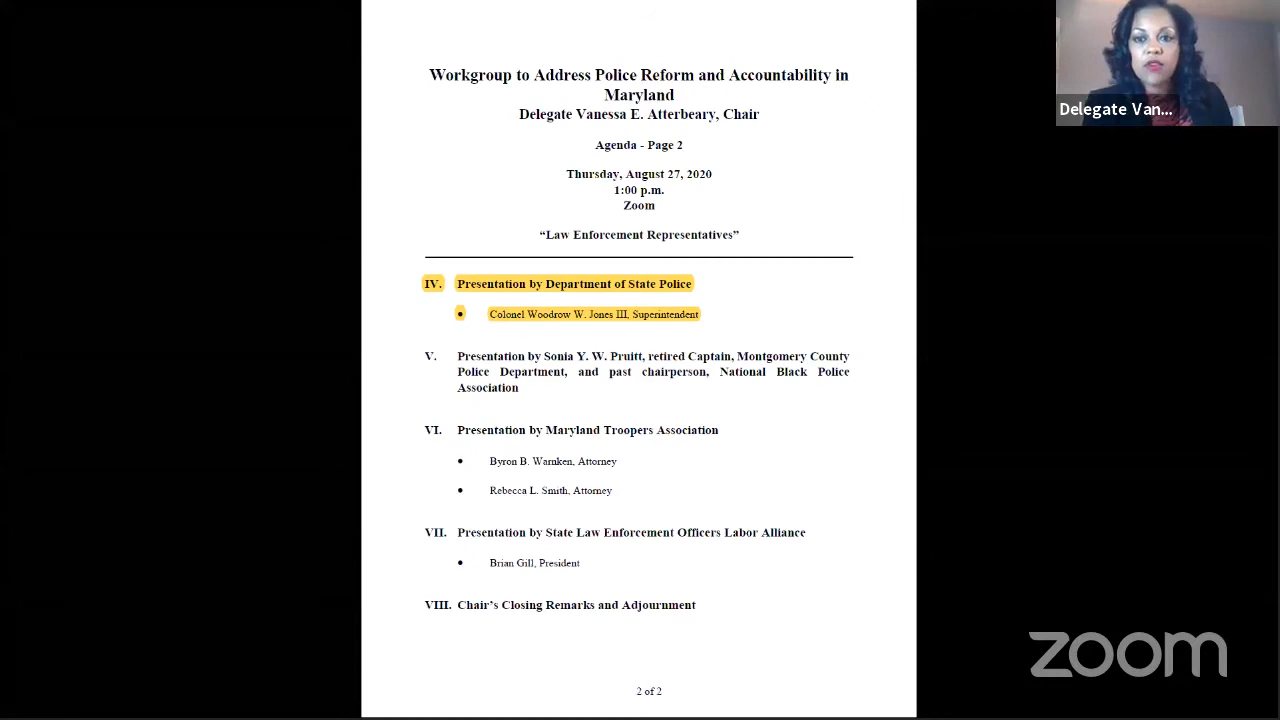 Workgroup to Address Police Reform and Accountability in
Maryland
Delegate Vanessa E. Atterbeary, Chair
Agenda - Page 2
Thursday, August 27, 2020
1:00 p.m.
Zoom
“Law Enforcement Representatives”
IV. Presentation by Department of State Police
• Colonel Woodrow W. Jones III, Superintendent
V. Presentation by Sonia Y. W. Pruitt, retired Captain, Montgomery County
Police Department, and past chairperson, National Black Police
Association
VI. Presentation by Maryland Troopers Association
• Byron B. Warnken, Attorney
• Rebecca L. Smith, Attorney
VII. Presentation by State Law Enforcement Officers Labor Alliance
• Brian Gill, President
VIII. Chair’s Closing Remarks and Adjournment
2 of 2
Delegate Van...
zoom